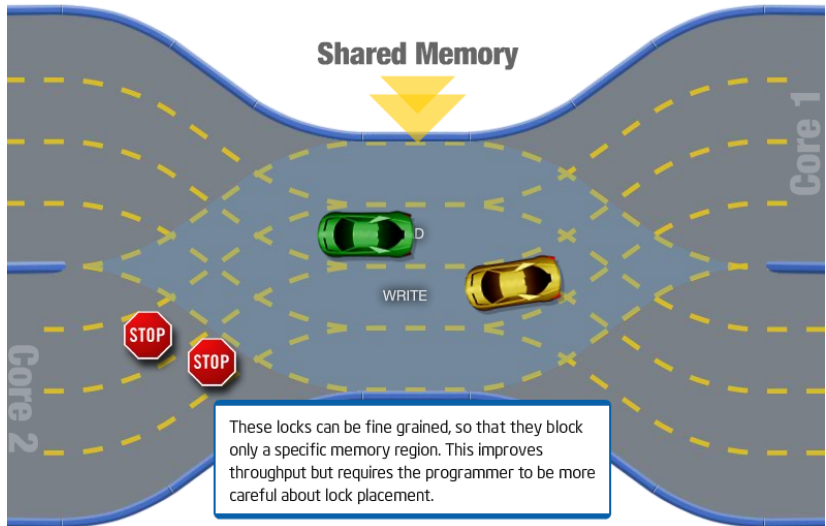 Shared Memory
Core 1
D
WRITE
STOP
STOP
Core 2
These locks can be fine grained, so that they block
only a specific memory region. This improves
throughput but requires the programmer to be more
careful about lock placement.